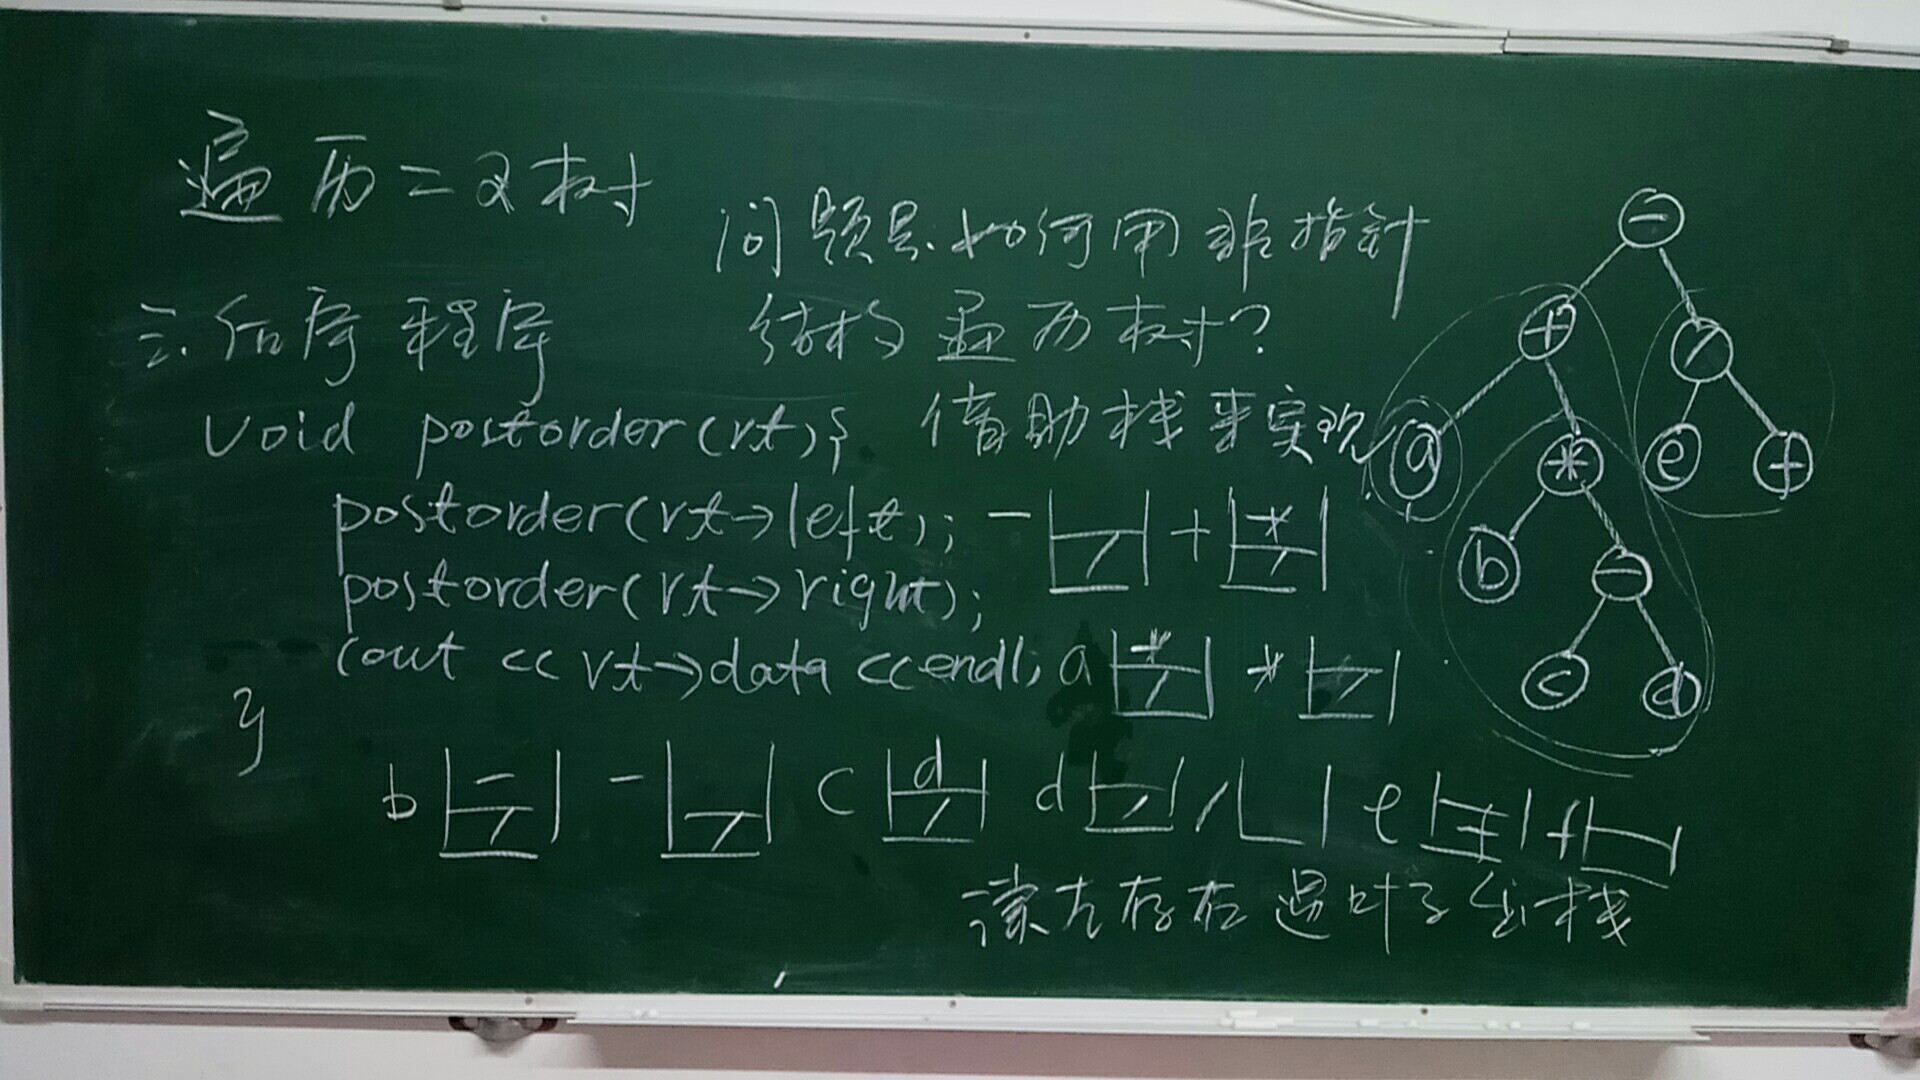 遍历二叉树
问题是如何用非指针
结构遍历树?
三.后序程序
借助栈来实现
void postorder(rt){
postorder(rt->left);
postorder(rt->right);
cout << rt->data <<endl;
}
- / + * /
a * / * /
b - / - / c d / d / / e f
读左存右 遇叶子出栈
-
+ /
a * e f
b -
c d